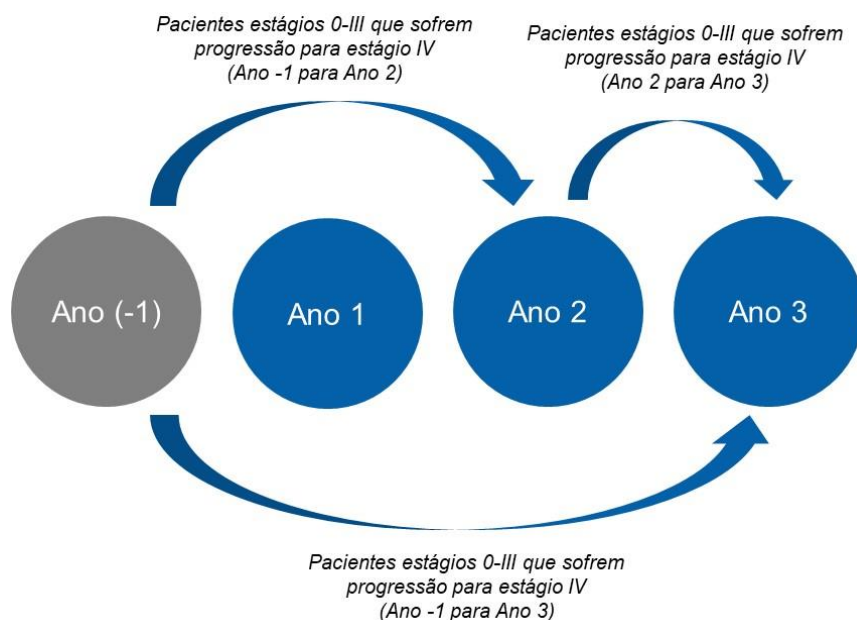 Pacientes estágios 0-III que sofrem
progressão para estágio IV
(Ano -1 para Ano 2)
Pacientes estágios 0-III que sofrem
progressão para estágio IV
(Ano 2 para Ano 3)
Ano (-1)
Ano 1
Ano 2
Ano 3
Pacientes estágios 0-III que sofrem
progressão para estágio IV
(Ano -1 para Ano 3)